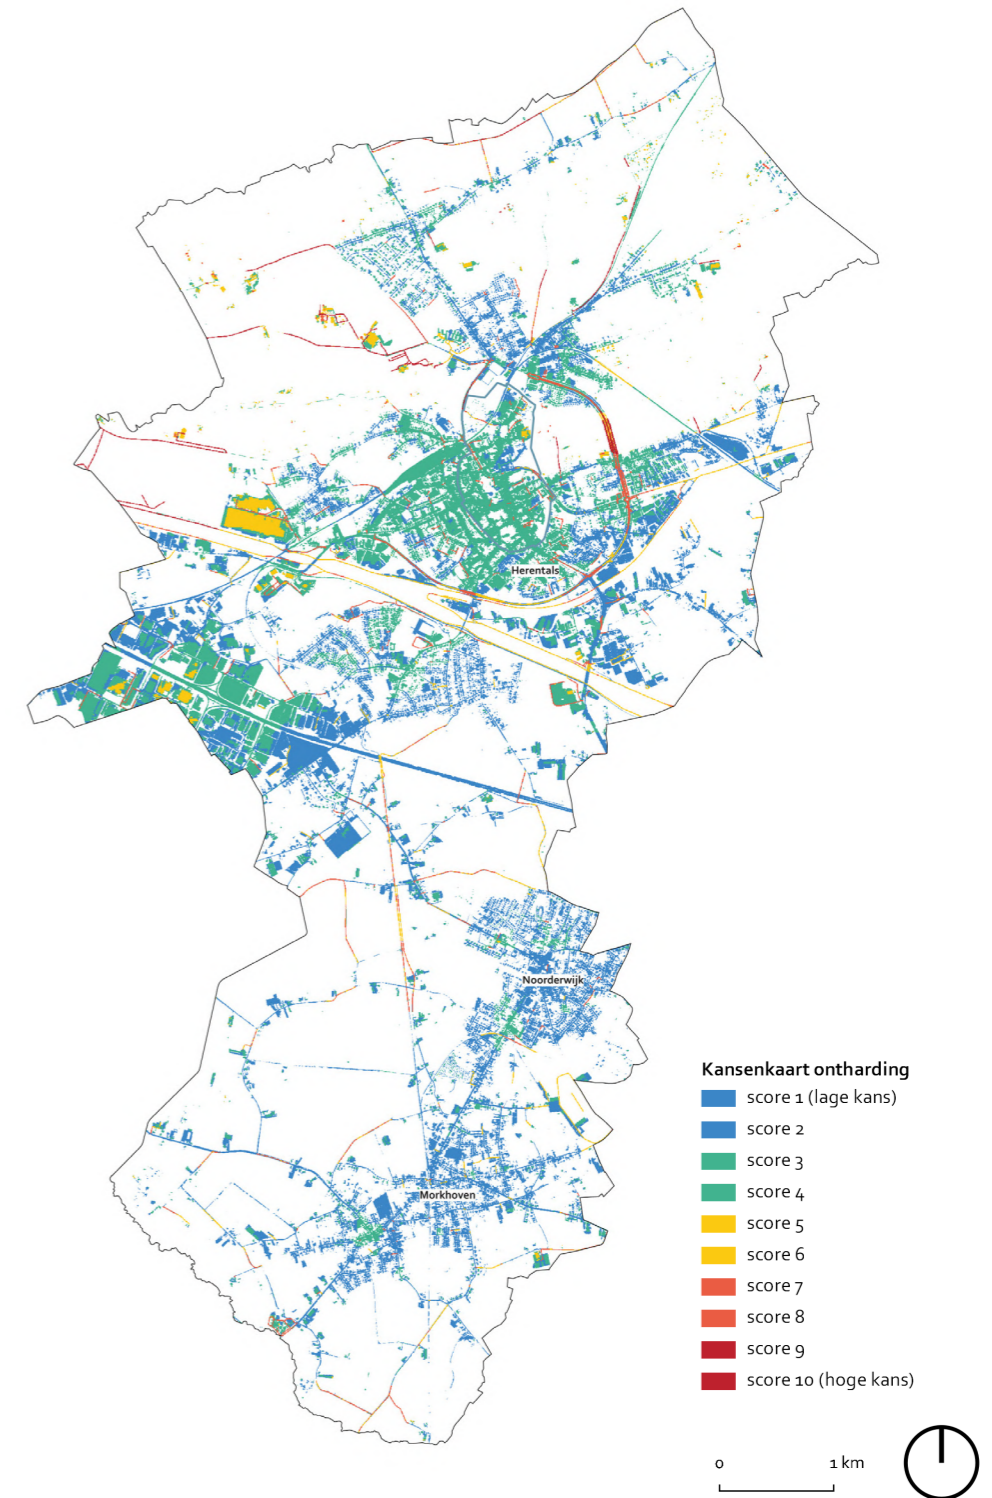 Herentals
Noorderwijk
Morkhoven
Kansenkaart ontharding
score 1 (lage kans)
score 2
score 3
score 4
score 5
score 6
score 7
score 8
score 9
score 10 (hoge kans)
0 1 km